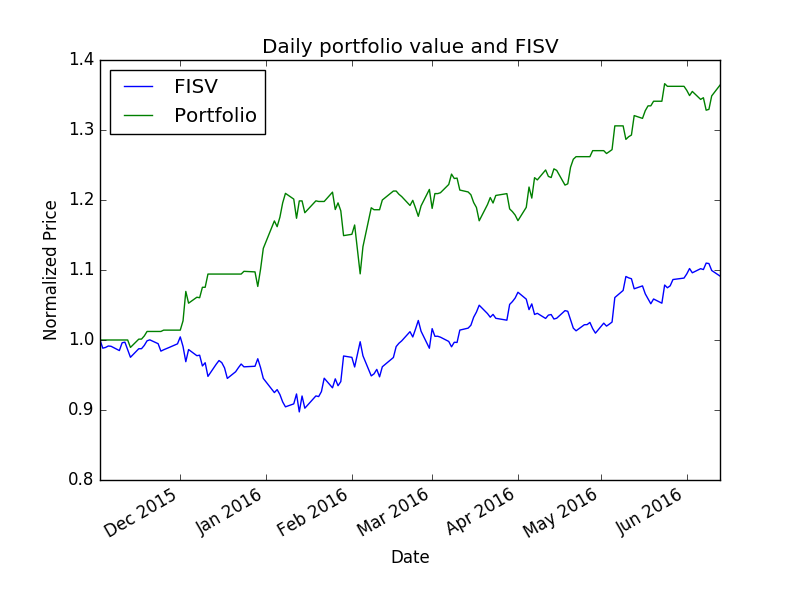 Daily portfolio value and FISV
FISV
Portfolio
1.4
1.3
1.2
1.1
1.0
0.9
0.8
Normalized Price
Dec 2015
Jan 2016
Feb 2016
Mar 2016
Apr 2016
May 2016
Jun 2016
Date